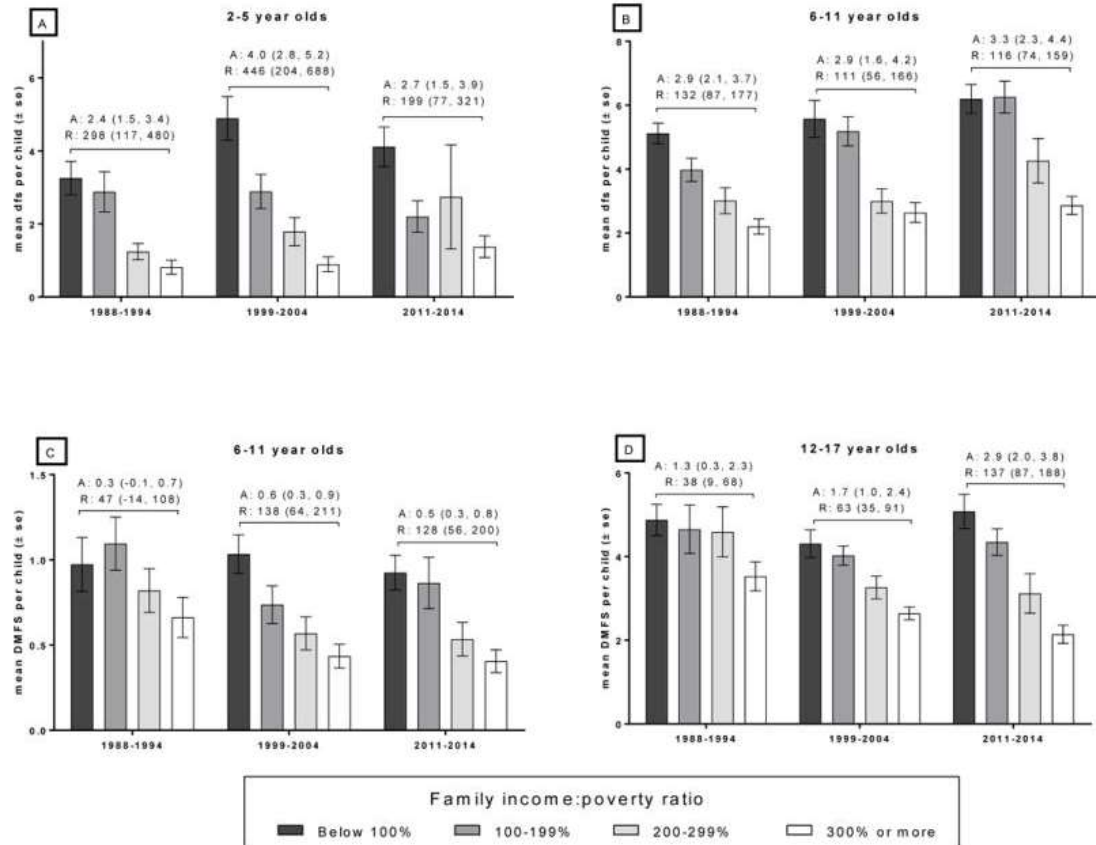 A
2-5 year olds
mean dfs per child (± se)
6
4
2
0
A: 2.4 (1.5, 3.4)
R: 298 (117, 480)
A: 4.0 (2.8, 5.2)
R: 446 (204, 688)
A: 2.7 (1.5, 3.9)
R: 199 (77, 321)
1988-1994 1999-2004 2011-2014
B
6-11 year olds
mean dfs per child (± se)
8
6
4
2
0
A: 2.9 (2.1, 3.7)
R: 132 (87, 177)
A: 2.9 (1.6, 4.2)
R: 111 (56, 166)
A: 3.3 (2.3, 4.4)
R: 116 (74, 159)
1988-1994 1999-2004 2011-2014
C
6-11 year olds
mean DMFS per child (± se)
1.5
1.0
0.5
0.0
A: 0.3 (-0.1, 0.7)
R: 47 (-14, 108)
A: 0.6 (0.3, 0.9)
R: 138 (64, 211)
A: 0.5 (0.3, 0.8)
R: 128 (56, 200)
1988-1994 1999-2004 2011-2014
D
12-17 year olds
mean DMFS per child (± se)
6
4
2
0
A: 1.3 (0.3, 2.3)
R: 38 (9, 68)
A: 1.7 (1.0, 2.4)
R: 63 (35, 91)
A: 2.9 (2.0, 3.8)
R: 137 (87, 188)
1988-1994 1999-2004 2011-2014
Family income:poverty ratio
Below 100% 100-199% 200-299% 300% or more